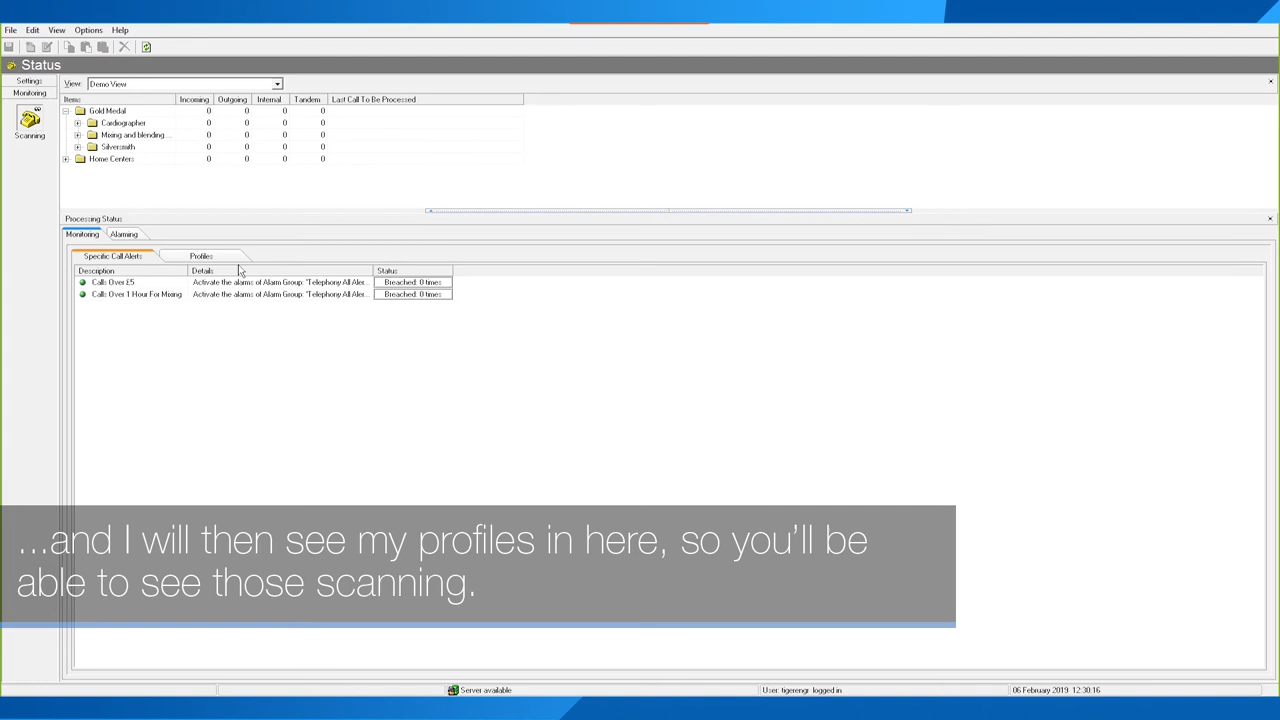 File Edit View Options Help
Status
Settings
Monitoring
Scanning
View: Demo View
Items Incoming Outgoing Internal Tandem Last Call To Be Processed
Gold Medal 0 0 0 0
Cardiographer 0 0 0 0
Mixing and blending... 0 0 0 0
Silversmith 0 0 0 0
Home Centers 0 0 0 0
Processing Status
Monitoring Alarming
Specific Call Alerts Profiles
Description Details Status
Calls Over £5 Activate the alarms of Alarm Group: "Telephony All Aler... Breached: 0 times
Calls Over 1 Hour For Mixing Activate the alarms of Alarm Group: "Telephony All Aler... Breached: 0 times
...and I will then see my profiles in here, so you'll be
able to see those scanning.
Server available User: tigerengr logged in 06 February 2019 12:30:16